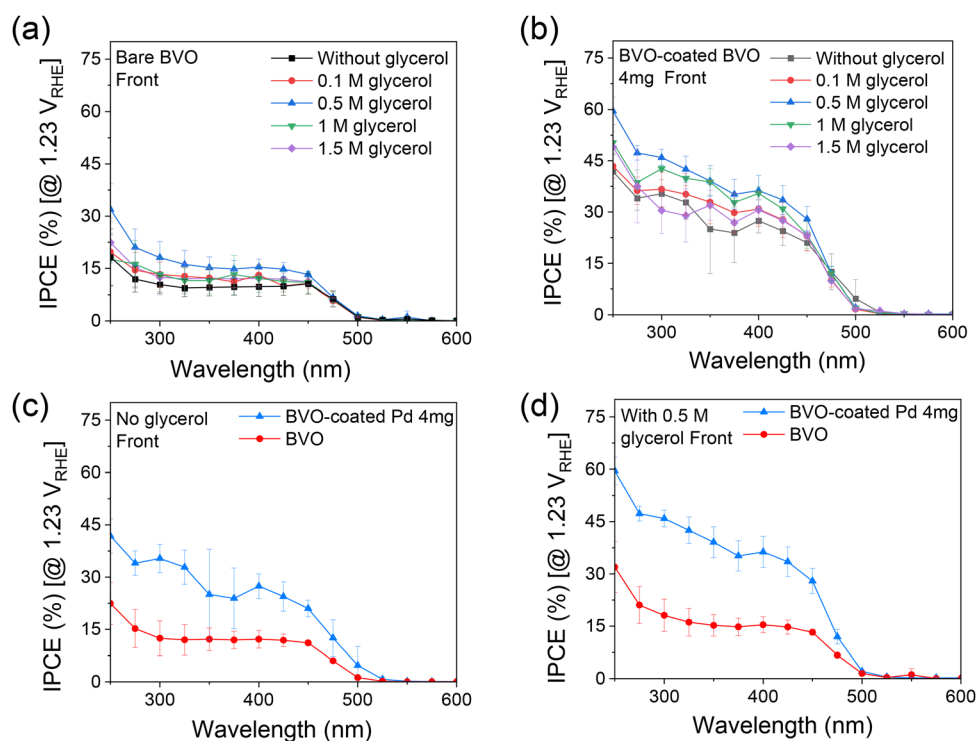 (a)
Bare BVO
Front
Without glycerol
0.1 M glycerol
0.5 M glycerol
1 M glycerol
1.5 M glycerol
IPCE (%) [@ 1.23 V_RHE]
75
60
45
30
15
0
300
400
500
600
Wavelength (nm)
(b)
BVO-coated BVO
4mg Front
Without glycerol
0.1 M glycerol
0.5 M glycerol
1 M glycerol
1.5 M glycerol
IPCE (%) [@ 1.23 V_RHE]
75
60
45
30
15
0
300
400
500
600
Wavelength (nm)
(c)
No glycerol
Front
BVO-coated Pd 4mg
BVO
IPCE (%) [@ 1.23 V_RHE]
75
60
45
30
15
0
300
400
500
600
Wavelength (nm)
(d)
With 0.5 M
glycerol Front
BVO-coated Pd 4mg
BVO
IPCE (%) [@ 1.23 V_RHE]
75
60
45
30
15
0
300
400
500
600
Wavelength (nm)